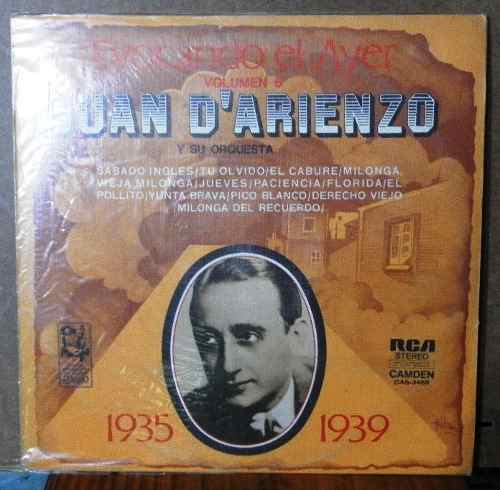 Evocando el Ayer
VOLUMEN 6
JUAN D'ARIENZO
Y SU ORQUESTA
SABADO INGLES/TU OLVIDO/EL CABURE/MILONGA,
VIEJA MILONGA/JUEVES/PACIENCIA/FLORIDA/EL
POLLITO/YUNTA BRAVA/PICO BLANCO/DERECHO VIEJO
MILONGA DEL RECUERDO/
RCA
STEREO
CAMDEN
1935
1939